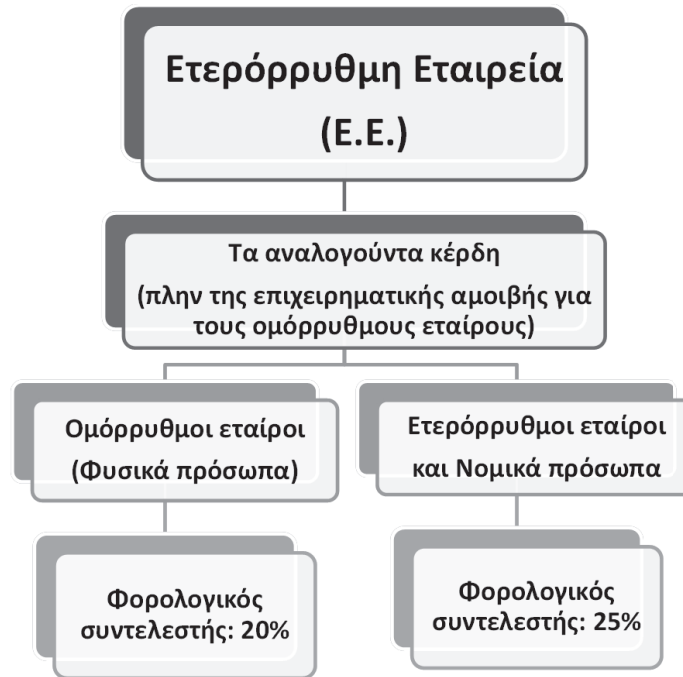 Ετερόρρυθμη Εταιρεία
(Ε.Ε.)
Τα αναλογούντα κέρδη
(πλην της επιχειρηματικής αμοιβής για
τους ομόρρυθμους εταίρους)
Ομόρρυθμοι εταίροι
(Φυσικά πρόσωπα)
Ετερόρρυθμοι εταίροι
και Νομικά πρόσωπα
Φορολογικός
συντελεστής: 20%
Φορολογικός
συντελεστής: 25%